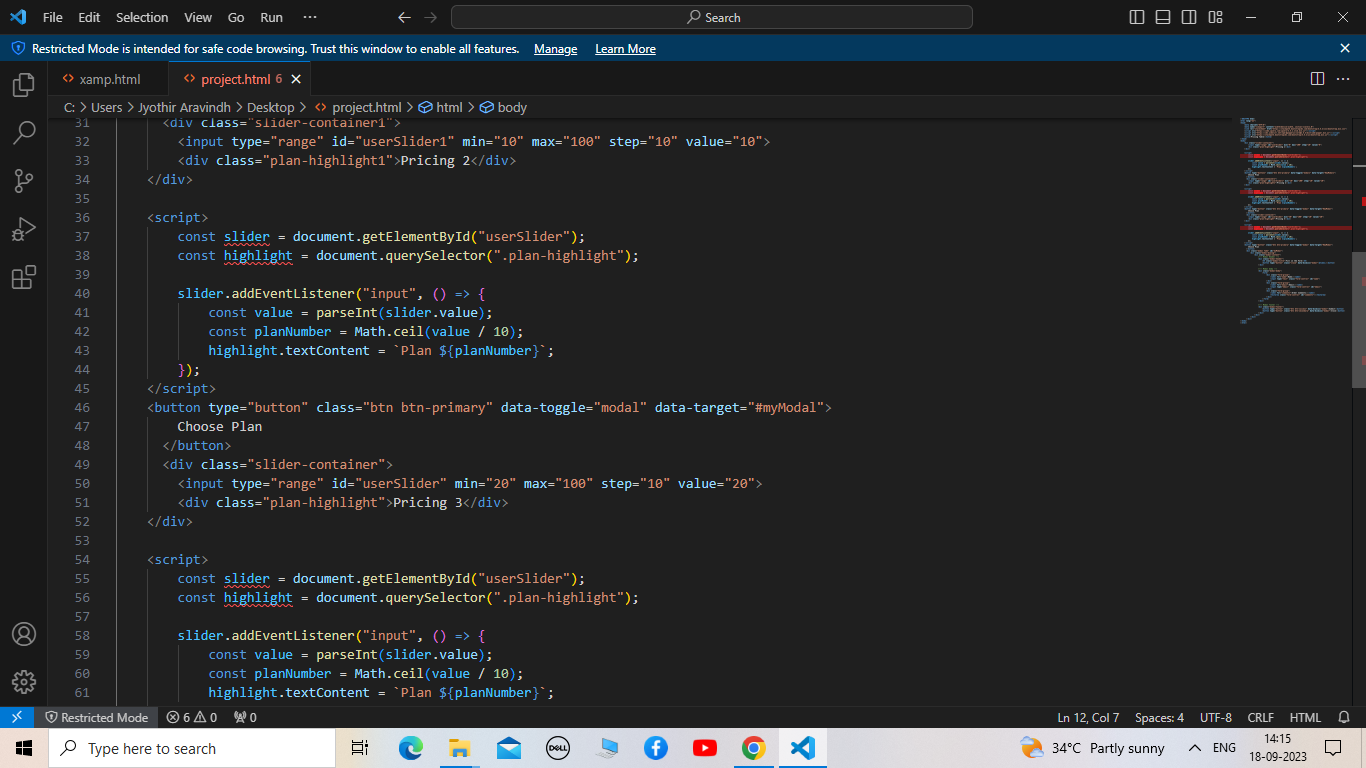 File Edit Selection View Go Run ··· Search
Restricted Mode is intended for safe code browsing. Trust this window to enable all features. Manage Learn More
xamp.html project.html 6
C: > Users > Jyothir Aravindh > Desktop > project.html > html > body
31 <div class="slider-container1">
32 <input type="range" id="userSlider1" min="10" max="100" step="10" value="10">
33 <div class="plan-highlight1">Pricing 2</div>
34 </div>
35
36 <script>
37 const slider = document.getElementById("userSlider");
38 const highlight = document.querySelector(".plan-highlight");
39
40 slider.addEventListener("input", () => {
41 const value = parseInt(slider.value);
42 const planNumber = Math.ceil(value / 10);
43 highlight.textContent = `Plan ${planNumber}`;
44 });
45 </script>
46 <button type="button" class="btn btn-primary" data-toggle="modal" data-target="#myModal">
47 Choose Plan
48 </button>
49 <div class="slider-container">
50 <input type="range" id="userSlider" min="20" max="100" step="10" value="20">
51 <div class="plan-highlight">Pricing 3</div>
52 </div>
53
54 <script>
55 const slider = document.getElementById("userSlider");
56 const highlight = document.querySelector(".plan-highlight");
57
58 slider.addEventListener("input", () => {
59 const value = parseInt(slider.value);
60 const planNumber = Math.ceil(value / 10);
61 highlight.textContent = `Plan ${planNumber}`;
Restricted Mode 6 0 0 Ln 12, Col 7 Spaces: 4 UTF-8 CRLF HTML
Type here to search DELL 34°C Partly sunny ENG 14:15
18-09-2023